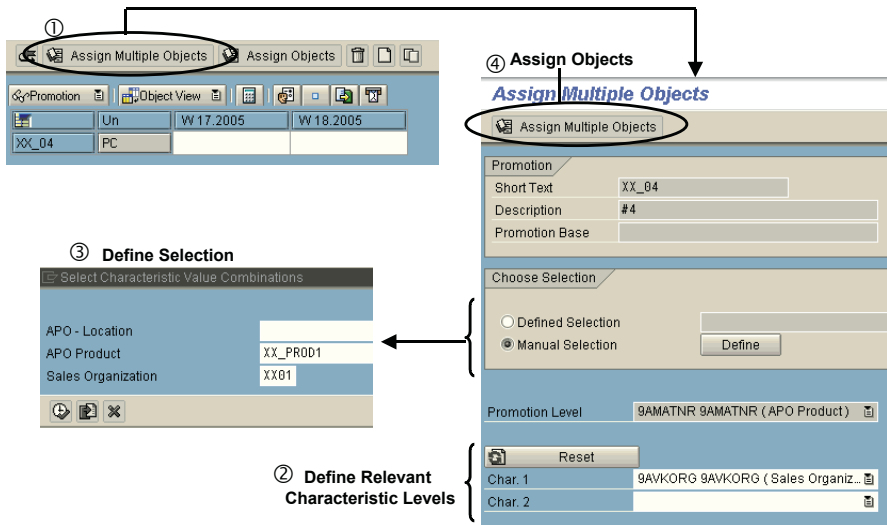 ①
Assign Multiple Objects Assign Objects
Promotion Object View
Un W 17.2005 W 18.2005
XX_04 PC
③ Define Selection
Select Characteristic Value Combinations
APO - Location
APO Product XX_PROD1
Sales Organization XX01
② Define Relevant
Characteristic Levels
④ Assign Objects
Assign Multiple Objects
Assign Multiple Objects
Promotion
Short Text XX_04
Description #4
Promotion Base
Choose Selection
Defined Selection
Manual Selection Define
Promotion Level 9AMATNR 9AMATNR ( APO Product )
Reset
Char. 1 9AVKORG 9AVKORG ( Sales Organiz...
Char. 2